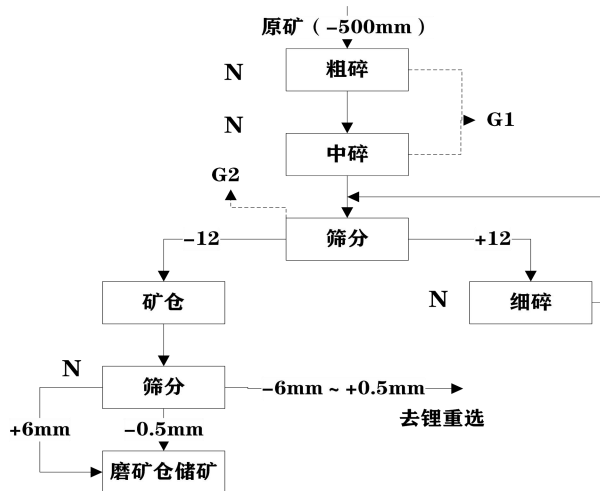 原矿（-500mm）
N
粗碎
G1
N
中碎
G2
筛分
-12
+12
矿仓
N
细碎
N
筛分
-6mm ~ +0.5mm
去锂重选
+6mm
-0.5mm
磨矿仓储矿